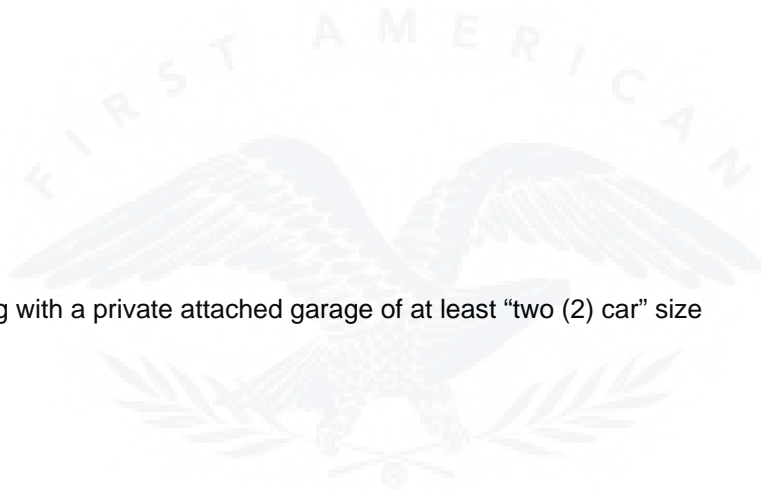 FIRST AMERICAN
with a private attached garage of at least “two (2) car” size